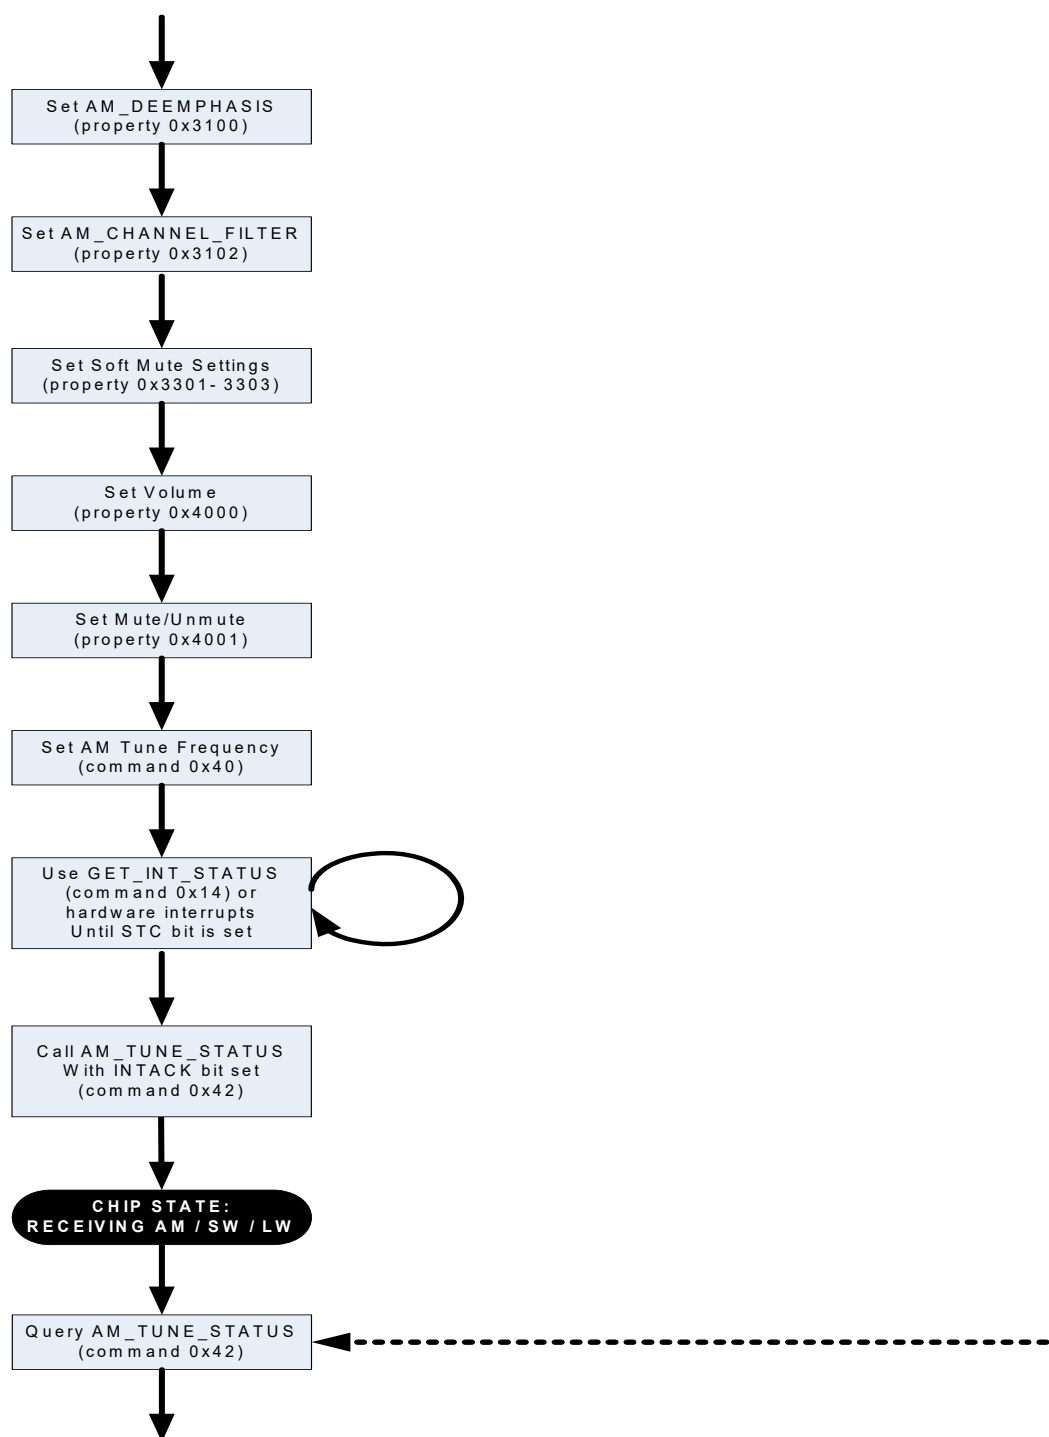 Set AM_DEEMPHASIS
(property 0x3100)
Set AM_CHANNEL_FILTER
(property 0x3102)
Set Soft Mute Settings
(property 0x3301- 3303)
Set Volume
(property 0x4000)
Set Mute/Unmute
(property 0x4001)
Set AM Tune Frequency
(command 0x40)
Use GET_INT_STATUS
(command 0x14) or
hardware interrupts
Until STC bit is set
Call AM_TUNE_STATUS
With INTACK bit set
(command 0x42)
CHIP STATE:
RECEIVING AM / SW / LW
Query AM_TUNE_STATUS
(command 0x42)